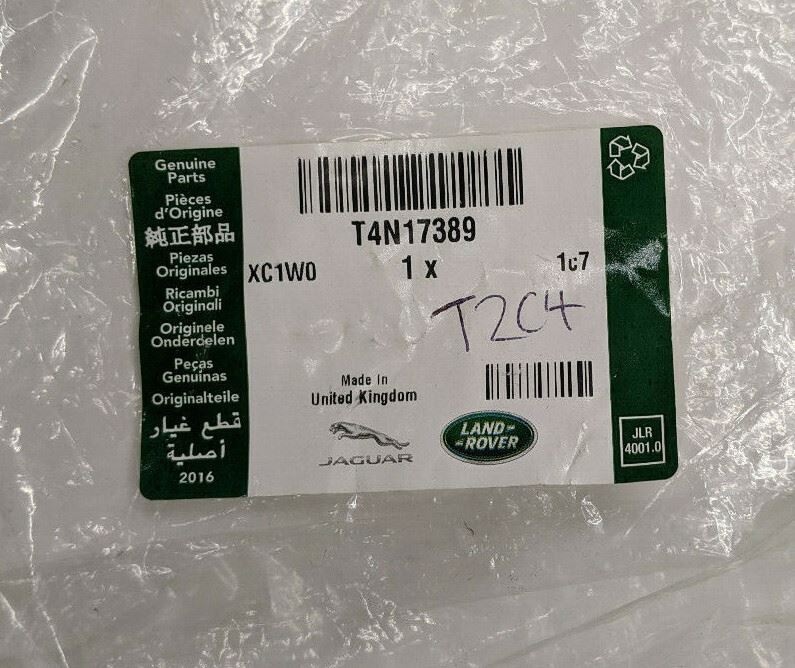 Genuine
Parts
Pièces
d'Origine
純正部品
Piezas
Originales
Ricambi
Originali
Originele
Onderdelen
Peças
Genuinas
Originalteile
قطع غيار
أصلية
2016
T4N17389
XC1W0
1 x
1c7
T2C4
Made In
United Kingdom
JAGUAR
LAND-
-ROVER
JLR
4001.0